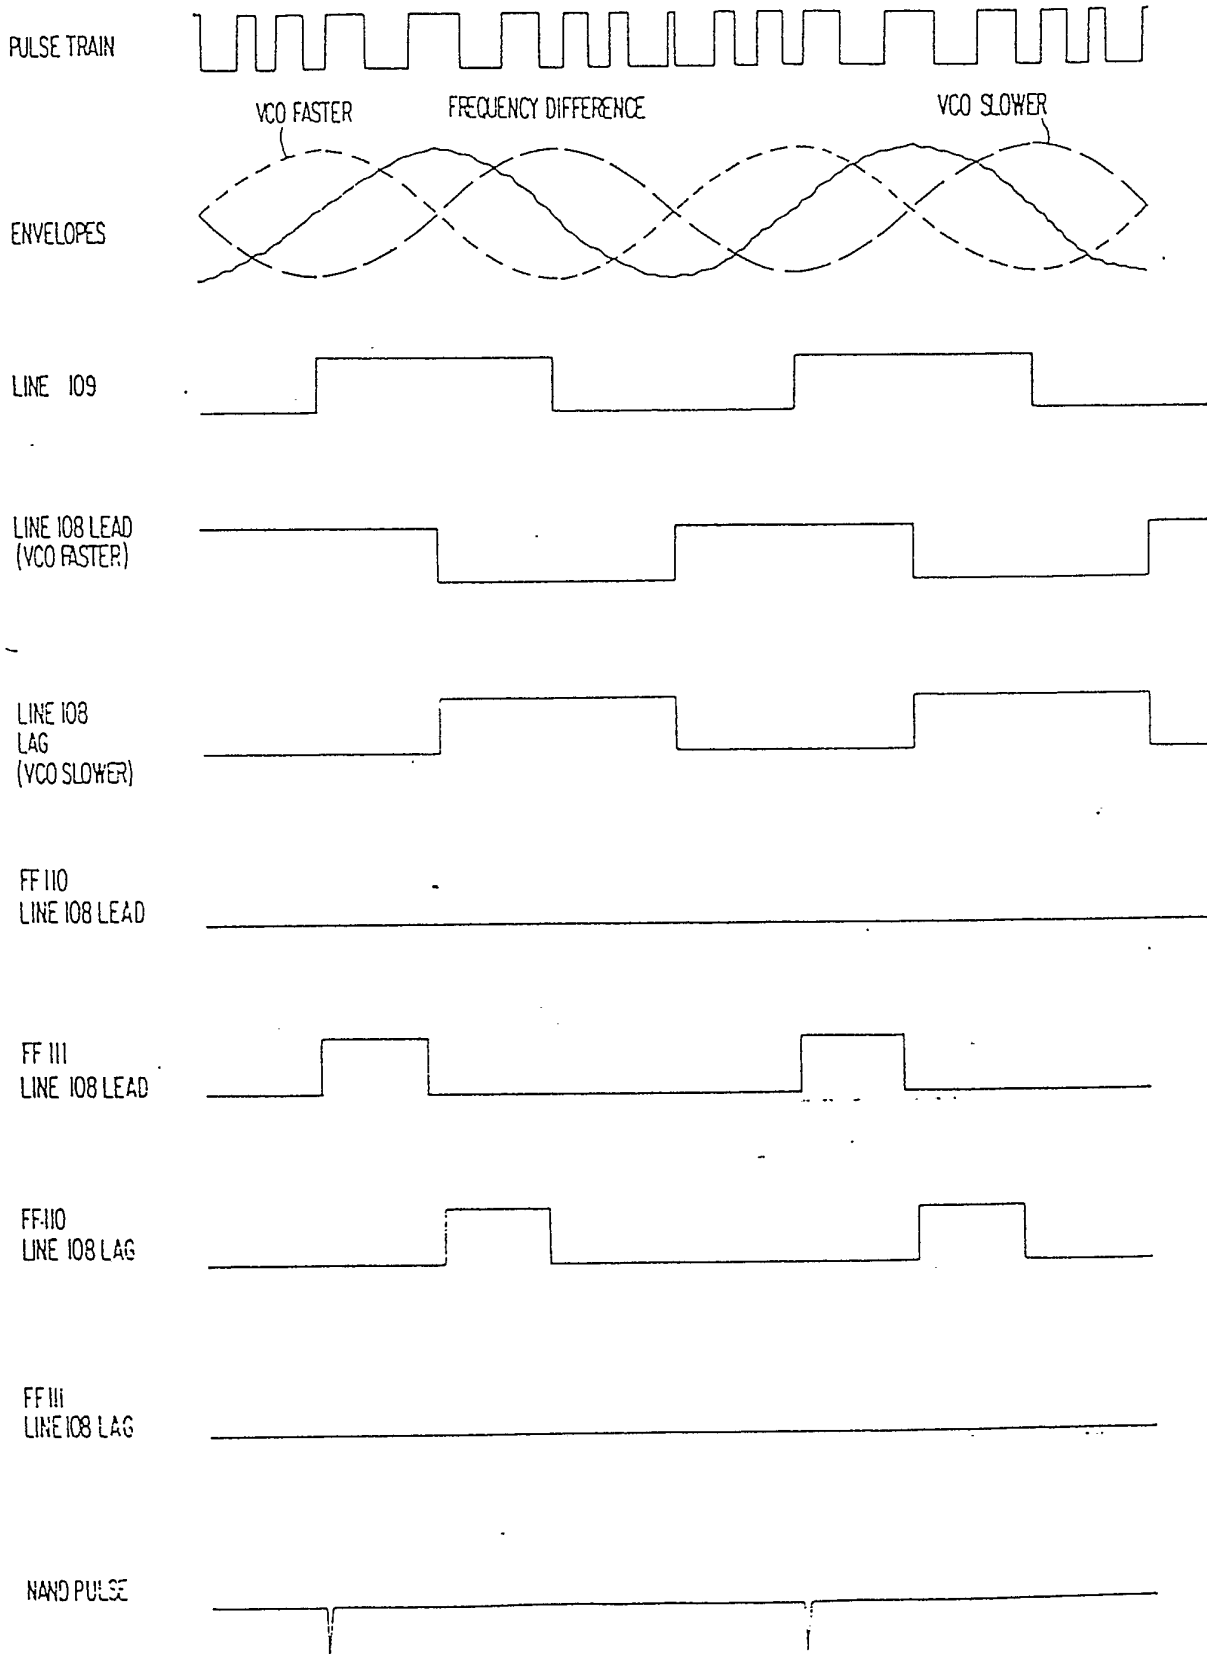 PULSE TRAIN
VCO FASTER
FREQUENCY DIFFERENCE
VCO SLOWER
ENVELOPES
LINE 109
LINE 108 LEAD
(VCO FASTER)
LINE 108
LAG
(VCO SLOWER)
FF 110
LINE 108 LEAD
FF 111
LINE 108 LEAD
FF-110
LINE 108 LAG
FF 111
LINE 108 LAG
NAND PULSE